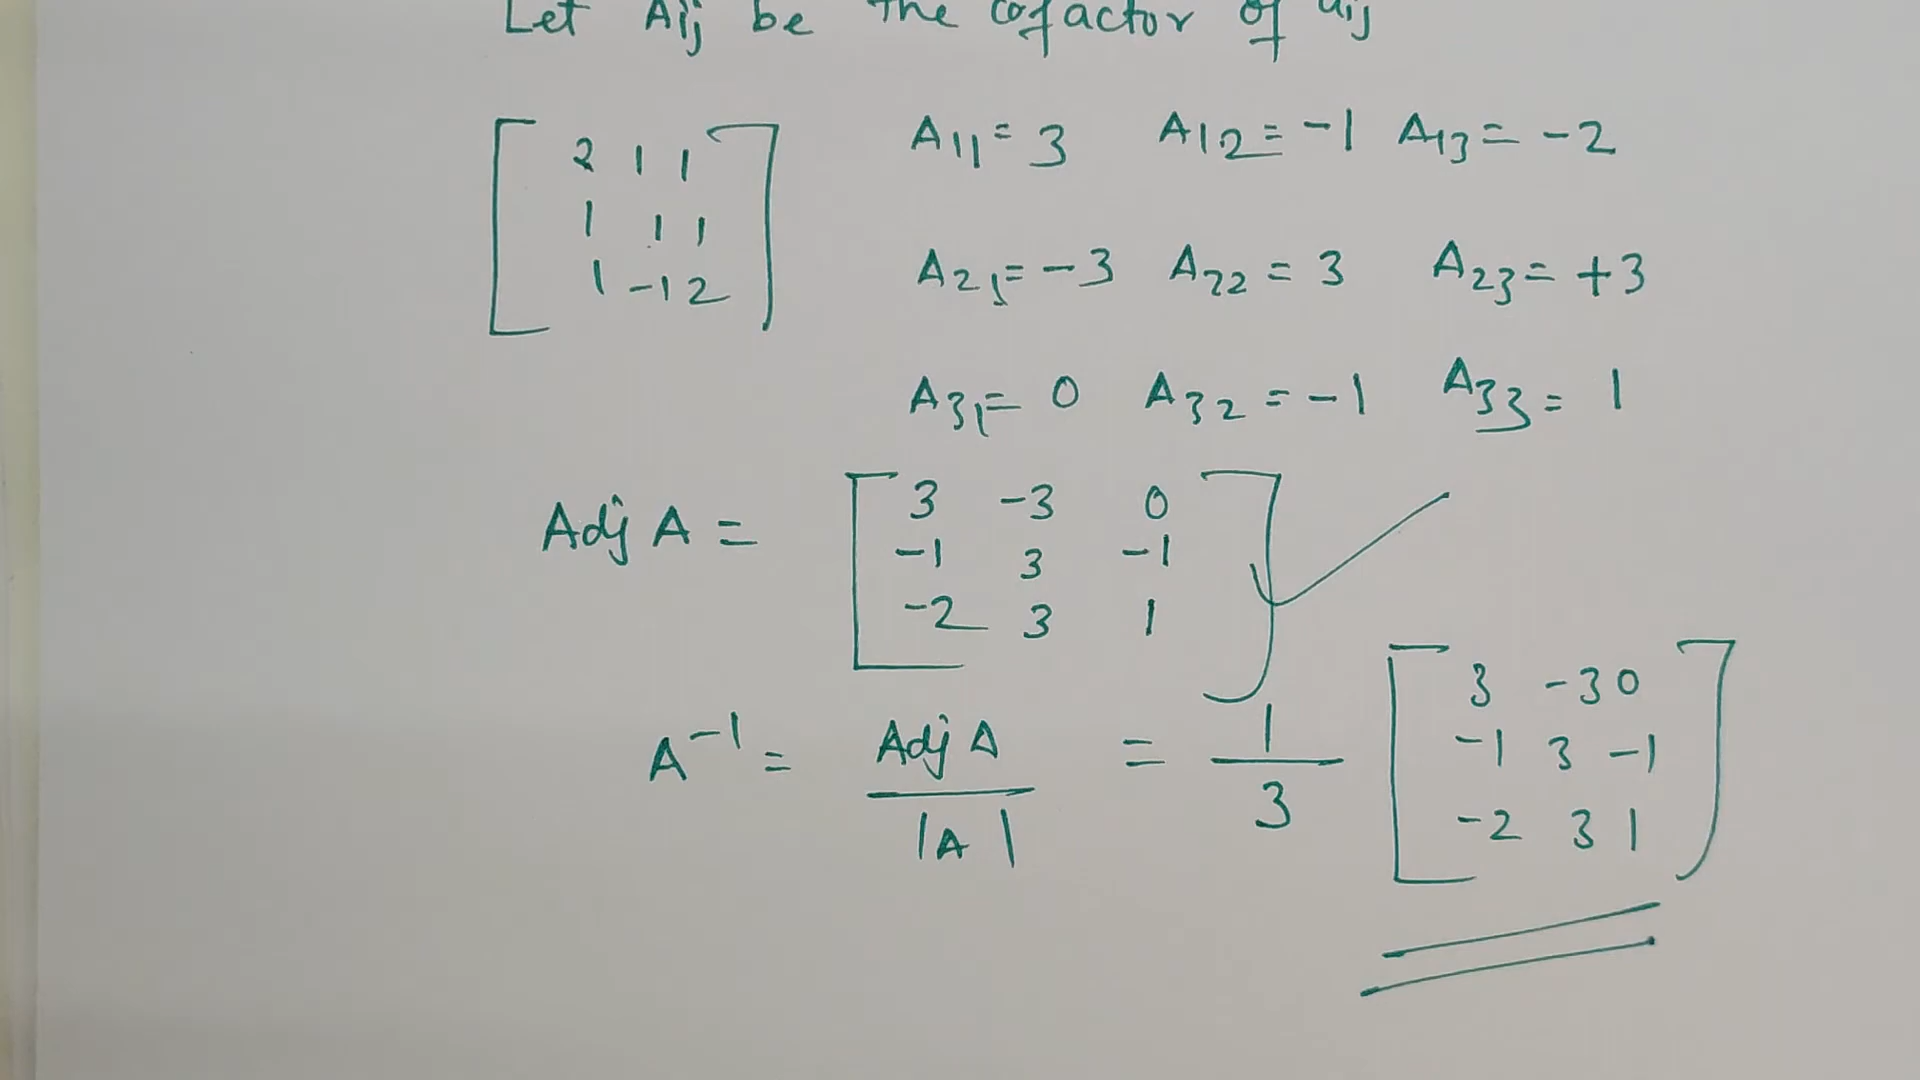 Let Aij be the cofactor of aij
2 1 1
1 1 1
1 -1 2
A11 = 3 A12 = -1 A13 = -2
A21 = -3 A22 = 3 A23 = +3
A31 = 0 A32 = -1 A33 = 1
Adj A =
3 -3 0
-1 3 -1
-2 3 1
A-1 = Adj A / |A| = 1/3
3 -3 0
-1 3 -1
-2 3 1